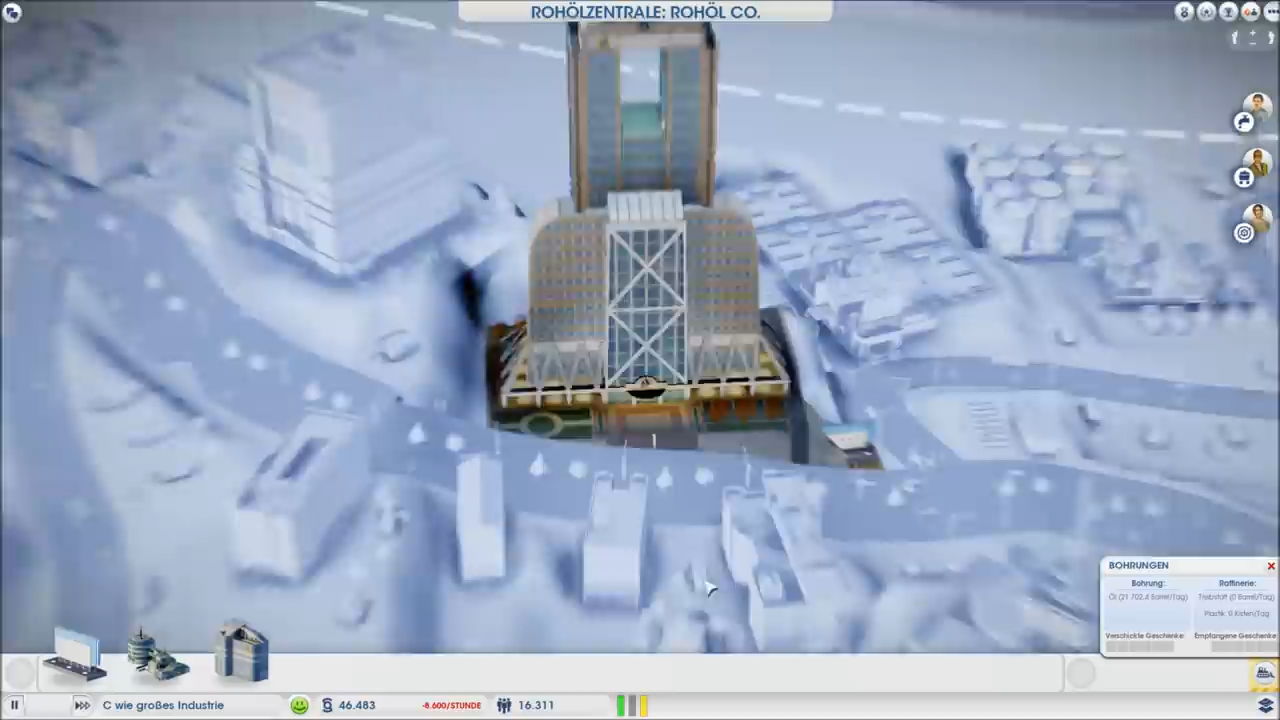 ROHÖLZENTRALE: ROHÖL CO.
BOHRUNGEN
Bohrung:
Raffinerie:
Öl (21 702,4 Barrel/Tag)
Treibstoff (0 Barrel/Tag)
Plastik: 0 Kisten/Tag
Verschickte Geschenke:
Empfangene Geschenke
C wie großes Industrie
46.483
-8.600/STUNDE
16.311